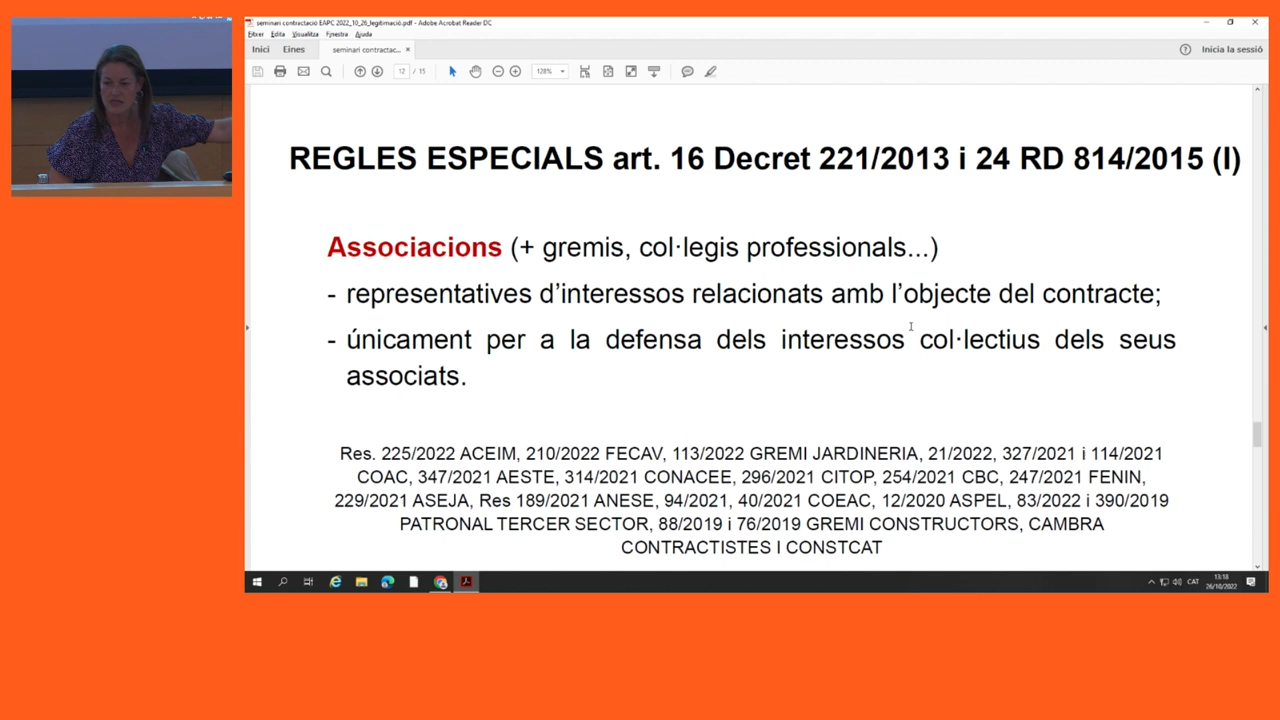 seminari contractació EAPC 2022_10_26_legitimació.pdf - Adobe Acrobat Reader DC
Fitxer Edita Visualitza Finestra Ajuda
Inici Eines seminari contractac... × Inicia la sessió
12 / 15 128%
REGLES ESPECIALS art. 16 Decret 221/2013 i 24 RD 814/2015 (I)
Associacions (+ gremis, col·legis professionals...)
- representatives d’interessos relacionats amb l’objecte del contracte;
- únicament per a la defensa dels interessos col·lectius dels seus
associats.
Res. 225/2022 ACEIM, 210/2022 FECAV, 113/2022 GREMI JARDINERIA, 21/2022, 327/2021 i 114/2021
COAC, 347/2021 AESTE, 314/2021 CONACEE, 296/2021 CITOP, 254/2021 CBC, 247/2021 FENIN,
229/2021 ASEJA, Res 189/2021 ANESE, 94/2021, 40/2021 COEAC, 12/2020 ASPEL, 83/2022 i 390/2019
PATRONAL TERCER SECTOR, 88/2019 i 76/2019 GREMI CONSTRUCTORS, CAMBRA
CONTRACTISTES I CONSTCAT
CAT 13:18
26/10/2022